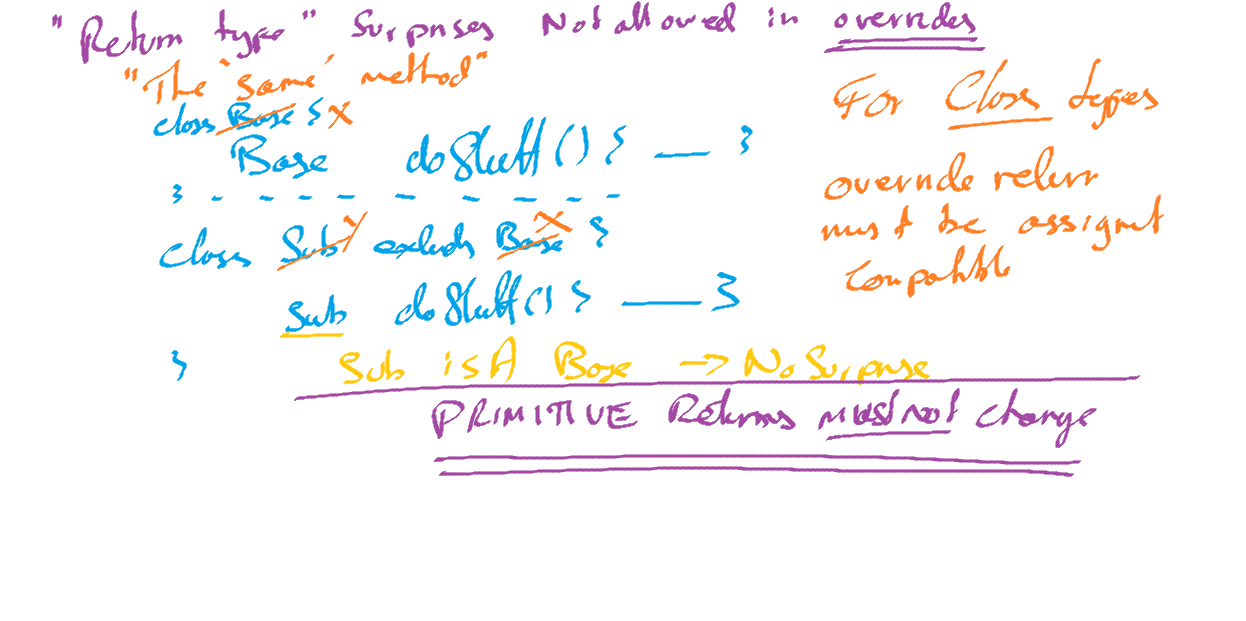 "Return type" Surprises Not allowed in overrides
"The 'same' method"
class Base { X
Base doStuff() { — }
} - - - - - - - - -
class Sub Y extends Base X {
Sub doStuff() { — }
}
Sub isA Base -> No Surprise
For Class types
override return
must be assignmt
Compatible
PRIMITIVE Returns must not change